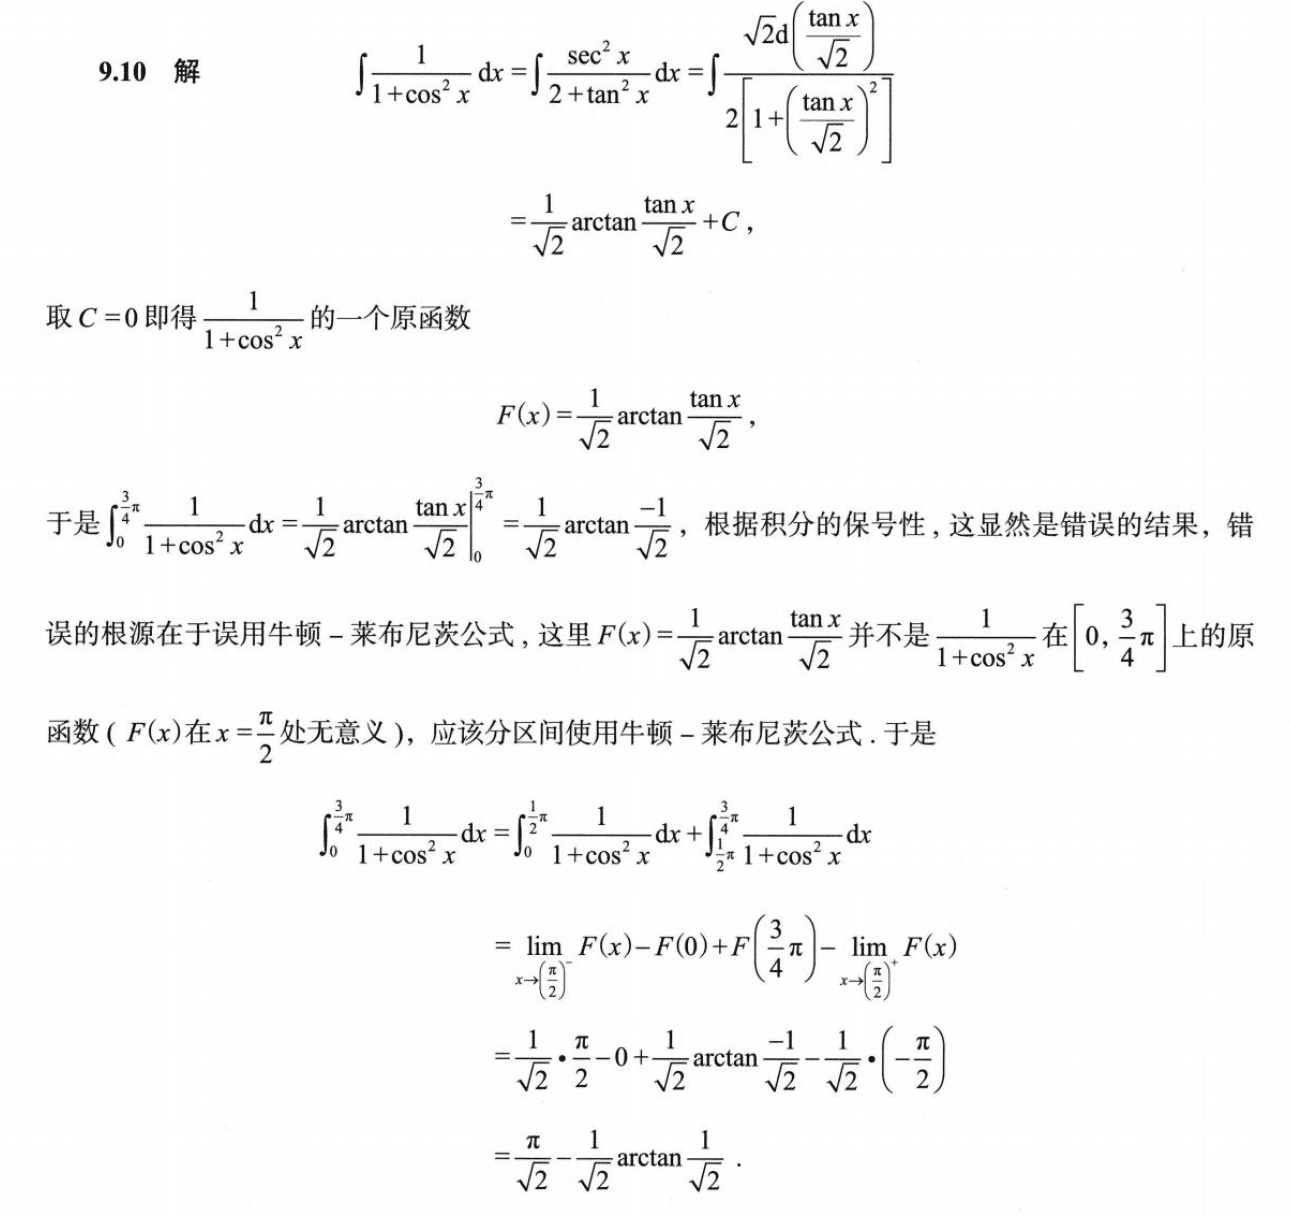 9.10 解 $\int \frac{1}{1+\cos^2 x} \mathrm{d}x = \int \frac{\sec^2 x}{2+\tan^2 x} \mathrm{d}x = \int \frac{\sqrt{2}\mathrm{d}\left(\frac{\tan x}{\sqrt{2}}\right)}{2\left[1+\left(\frac{\tan x}{\sqrt{2}}\right)^2\right]}$
$= \frac{1}{\sqrt{2}} \arctan \frac{\tan x}{\sqrt{2}} + C$ ,
取 $C = 0$ 即得 $\frac{1}{1+\cos^2 x}$ 的一个原函数
$F(x) = \frac{1}{\sqrt{2}} \arctan \frac{\tan x}{\sqrt{2}}$ ,
于是 $\int_0^{\frac{3}{4}\pi} \frac{1}{1+\cos^2 x} \mathrm{d}x = \frac{1}{\sqrt{2}} \arctan \frac{\tan x}{\sqrt{2}} \Big|_0^{\frac{3}{4}\pi} = \frac{1}{\sqrt{2}} \arctan \frac{-1}{\sqrt{2}}$ ，根据积分的保号性 , 这显然是错误的结果，错
误的根源在于误用牛顿 – 莱布尼茨公式 , 这里 $F(x) = \frac{1}{\sqrt{2}} \arctan \frac{\tan x}{\sqrt{2}}$ 并不是 $\frac{1}{1+\cos^2 x}$ 在 $\left[0, \frac{3}{4}\pi\right]$ 上的原
函数 ( $F(x)$ 在 $x = \frac{\pi}{2}$ 处无意义 )，应该分区间使用牛顿 – 莱布尼茨公式 . 于是
$\int_0^{\frac{3}{4}\pi} \frac{1}{1+\cos^2 x} \mathrm{d}x = \int_0^{\frac{1}{2}\pi} \frac{1}{1+\cos^2 x} \mathrm{d}x + \int_{\frac{1}{2}\pi}^{\frac{3}{4}\pi} \frac{1}{1+\cos^2 x} \mathrm{d}x$
$= \lim_{x \to \left(\frac{\pi}{2}\right)^-} F(x) - F(0) + F\left(\frac{3}{4}\pi\right) - \lim_{x \to \left(\frac{\pi}{2}\right)^+} F(x)$
$= \frac{1}{\sqrt{2}} \cdot \frac{\pi}{2} - 0 + \frac{1}{\sqrt{2}} \arctan \frac{-1}{\sqrt{2}} - \frac{1}{\sqrt{2}} \cdot \left(-\frac{\pi}{2}\right)$
$= \frac{\pi}{\sqrt{2}} - \frac{1}{\sqrt{2}} \arctan \frac{1}{\sqrt{2}}$ .